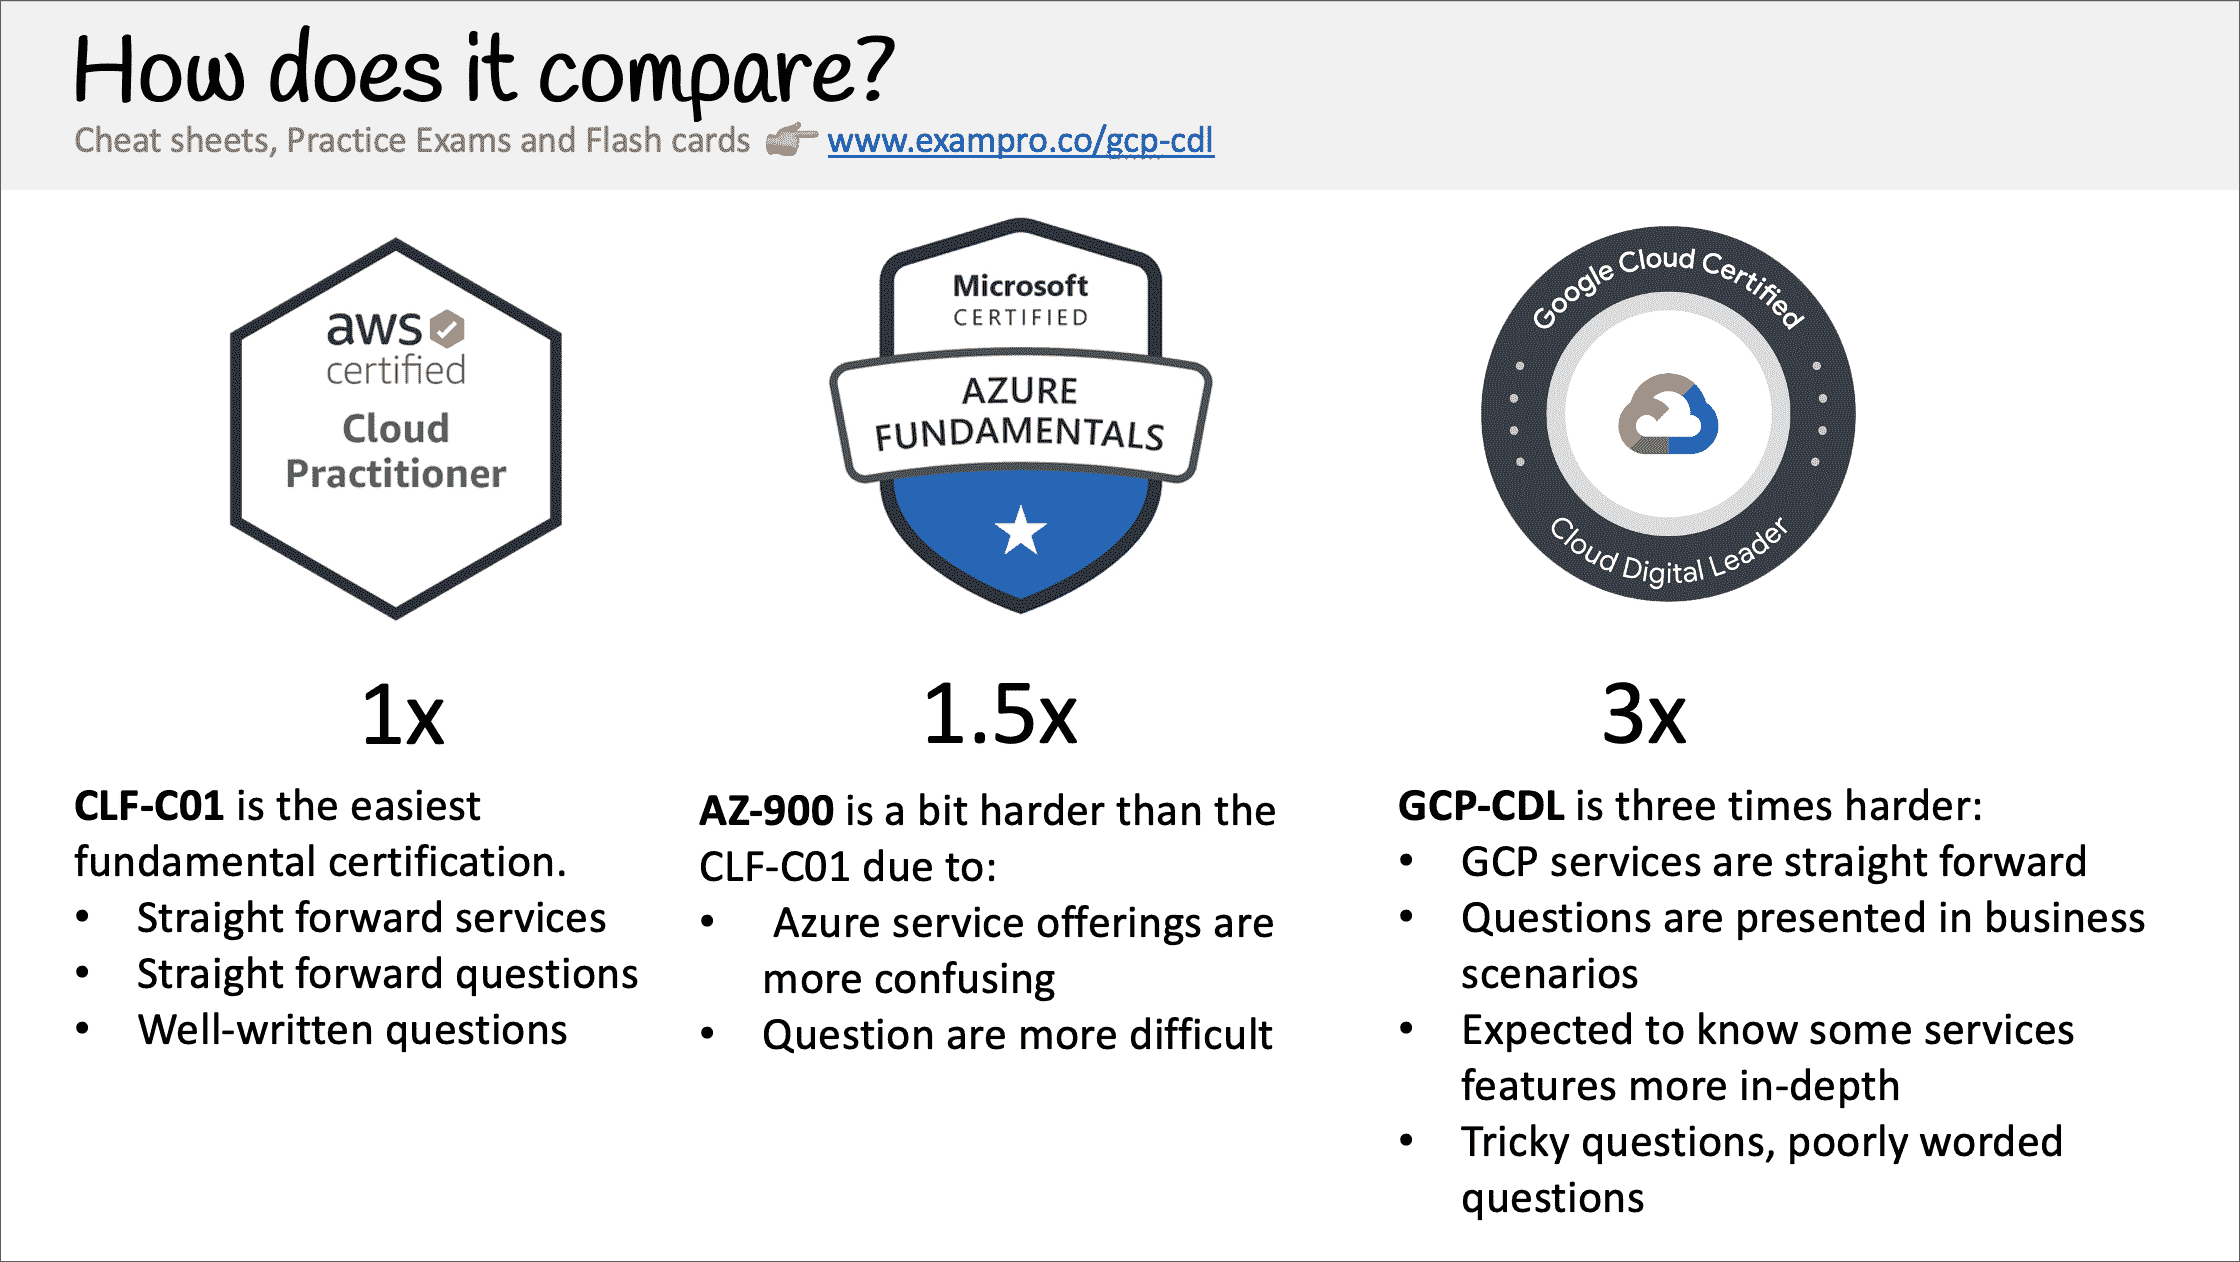 How does it compare?
Cheat sheets, Practice Exams and Flash cards 👉 www.exampro.co/gcp-cdl
aws
certified
Cloud
Practitioner
Microsoft
CERTIFIED
AZURE
FUNDAMENTALS
Google Cloud Certified
Cloud Digital Leader
1x
1.5x
3x
CLF-C01 is the easiest
fundamental certification.
• Straight forward services
• Straight forward questions
• Well-written questions
AZ-900 is a bit harder than the
CLF-C01 due to:
• Azure service offerings are
more confusing
• Question are more difficult
GCP-CDL is three times harder:
• GCP services are straight forward
• Questions are presented in business
scenarios
• Expected to know some services
features more in-depth
• Tricky questions, poorly worded
questions